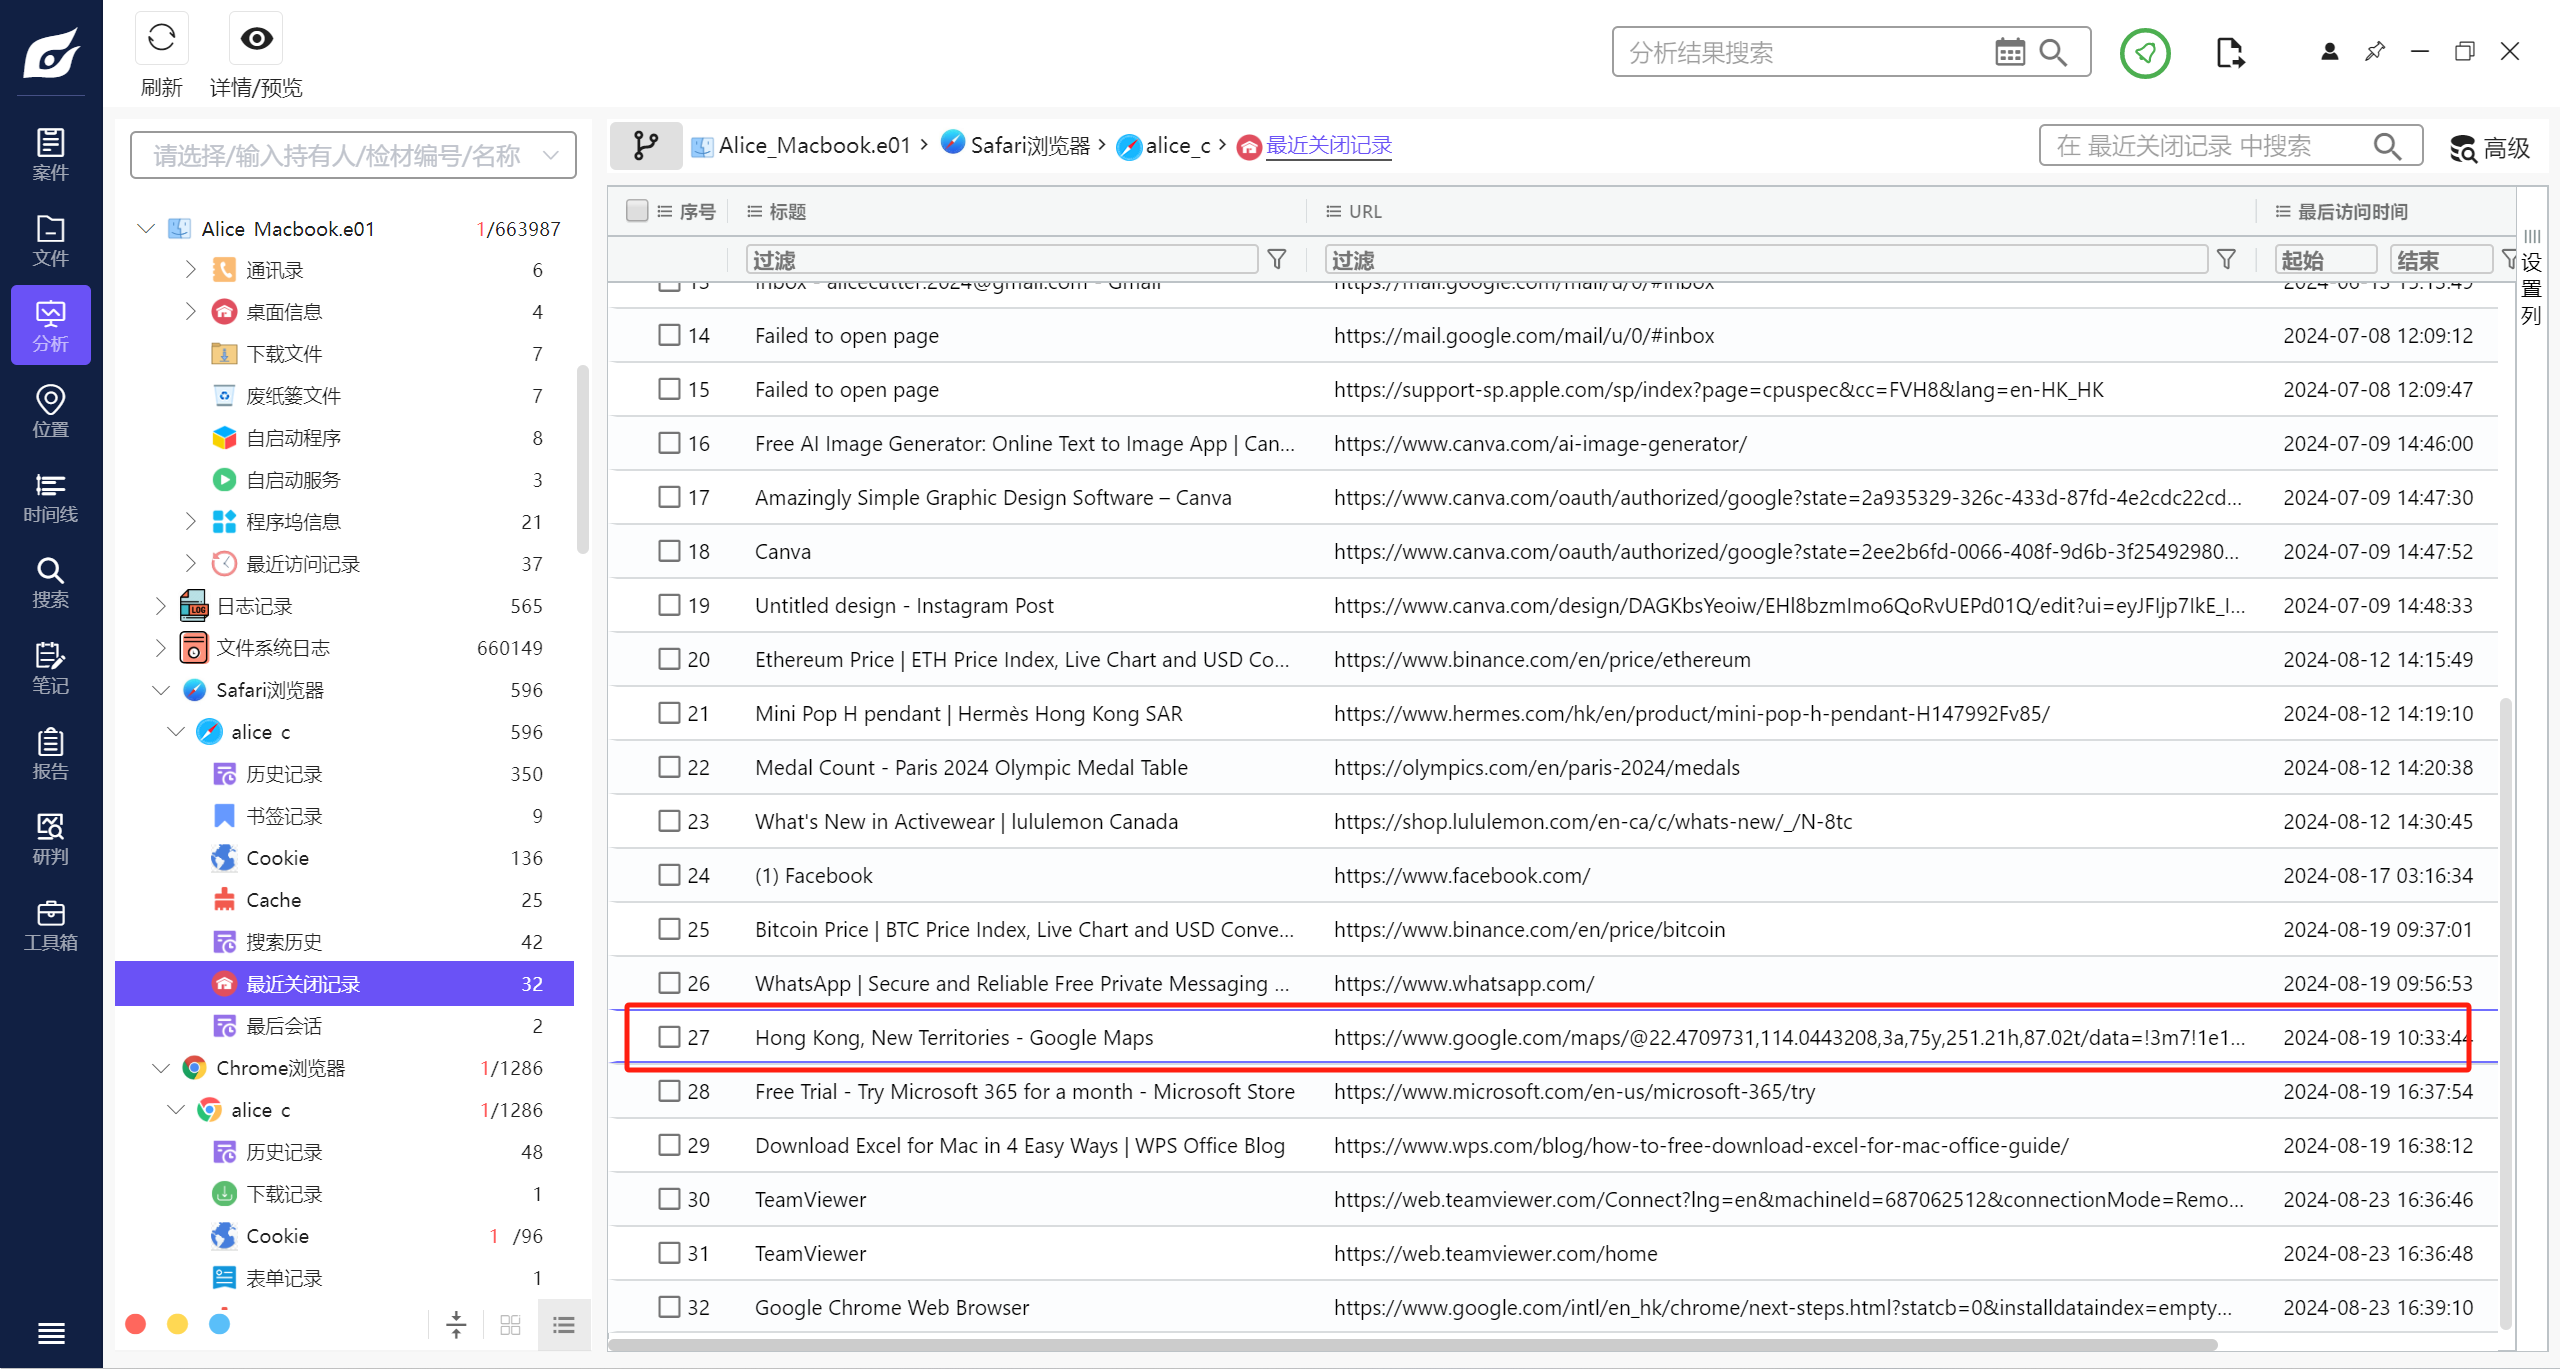 刷新
详情/预览
分析结果搜索
案件
文件
分析
位置
时间线
搜索
笔记
报告
研判
工具箱
请选择/输入持有人/检材编号/名称
Alice Macbook.e01 1/663987
通讯录 6
桌面信息 4
下载文件 7
废纸篓文件 7
自启动程序 8
自启动服务 3
程序坞信息 21
最近访问记录 37
日志记录 565
文件系统日志 660149
Safari浏览器 596
alice c 596
历史记录 350
书签记录 9
Cookie 136
Cache 25
搜索历史 42
最近关闭记录 32
最后会话 2
Chrome浏览器 1/1286
alice c 1/1286
历史记录 48
下载记录 1
Cookie 1 /96
表单记录 1
Alice_Macbook.e01 › Safari浏览器 › alice_c › 最近关闭记录
在 最近关闭记录 中搜索
高级
序号 标题 URL 最后访问时间
过滤 过滤 起始 结束
设置列
13 Inbox - alicecutter.2024@gmail.com - Gmail https://mail.google.com/mail/u/0/#inbox
14 Failed to open page https://mail.google.com/mail/u/0/#inbox 2024-07-08 12:09:12
15 Failed to open page https://support-sp.apple.com/sp/index?page=cpuspec&cc=FVH8&lang=en-HK_HK 2024-07-08 12:09:47
16 Free AI Image Generator: Online Text to Image App | Can... https://www.canva.com/ai-image-generator/ 2024-07-09 14:46:00
17 Amazingly Simple Graphic Design Software – Canva https://www.canva.com/oauth/authorized/google?state=2a935329-326c-433d-87fd-4e2cdc22cd... 2024-07-09 14:47:30
18 Canva https://www.canva.com/oauth/authorized/google?state=2ee2b6fd-0066-408f-9d6b-3f25492980... 2024-07-09 14:47:52
19 Untitled design - Instagram Post https://www.canva.com/design/DAGKbsYeoiw/EHl8bzmImo6QoRvUEPd01Q/edit?ui=eyJFIjp7IkE_I... 2024-07-09 14:48:33
20 Ethereum Price | ETH Price Index, Live Chart and USD Co... https://www.binance.com/en/price/ethereum 2024-08-12 14:15:49
21 Mini Pop H pendant | Hermès Hong Kong SAR https://www.hermes.com/hk/en/product/mini-pop-h-pendant-H147992Fv85/ 2024-08-12 14:19:10
22 Medal Count - Paris 2024 Olympic Medal Table https://olympics.com/en/paris-2024/medals 2024-08-12 14:20:38
23 What's New in Activewear | lululemon Canada https://shop.lululemon.com/en-ca/c/whats-new/_/N-8tc 2024-08-12 14:30:45
24 (1) Facebook https://www.facebook.com/ 2024-08-17 03:16:34
25 Bitcoin Price | BTC Price Index, Live Chart and USD Conve... https://www.binance.com/en/price/bitcoin 2024-08-19 09:37:01
26 WhatsApp | Secure and Reliable Free Private Messaging ... https://www.whatsapp.com/ 2024-08-19 09:56:53
27 Hong Kong, New Territories - Google Maps https://www.google.com/maps/@22.4709731,114.0443208,3a,75y,251.21h,87.02t/data=!3m7!1e1... 2024-08-19 10:33:44
28 Free Trial - Try Microsoft 365 for a month - Microsoft Store https://www.microsoft.com/en-us/microsoft-365/try 2024-08-19 16:37:54
29 Download Excel for Mac in 4 Easy Ways | WPS Office Blog https://www.wps.com/blog/how-to-free-download-excel-for-mac-office-guide/ 2024-08-19 16:38:12
30 TeamViewer https://web.teamviewer.com/Connect?lng=en&machineId=687062512&connectionMode=Remo... 2024-08-23 16:36:46
31 TeamViewer https://web.teamviewer.com/home 2024-08-23 16:36:48
32 Google Chrome Web Browser https://www.google.com/intl/en_hk/chrome/next-steps.html?statcb=0&installdataindex=empty... 2024-08-23 16:39:10